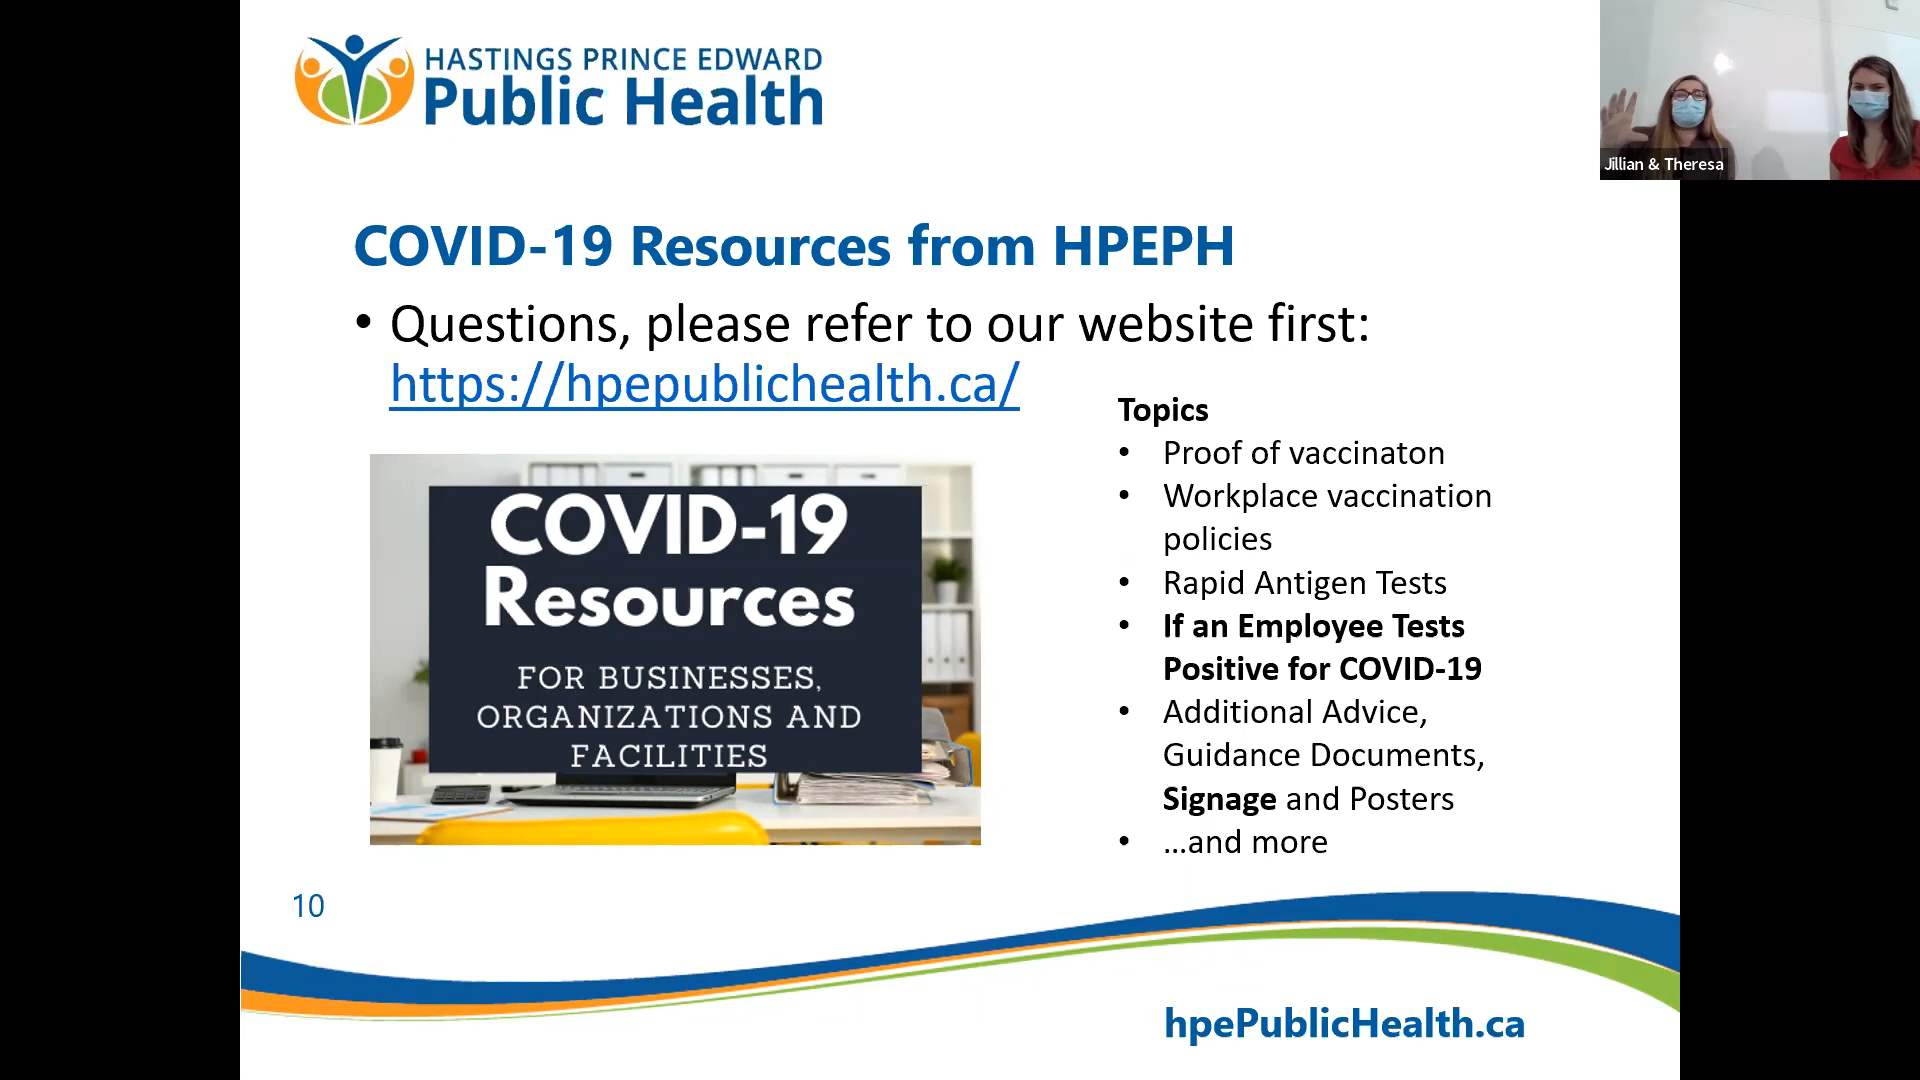 HASTINGS PRINCE EDWARD
Public Health
Jillian & Theresa
COVID-19 Resources from HPEPH
• Questions, please refer to our website first:
https://hpepublichealth.ca/
COVID-19
Resources
FOR BUSINESSES,
ORGANIZATIONS AND
FACILITIES
Topics
• Proof of vaccinaton
• Workplace vaccination
policies
• Rapid Antigen Tests
• If an Employee Tests
Positive for COVID-19
• Additional Advice,
Guidance Documents,
Signage and Posters
• …and more
10
hpePublicHealth.ca